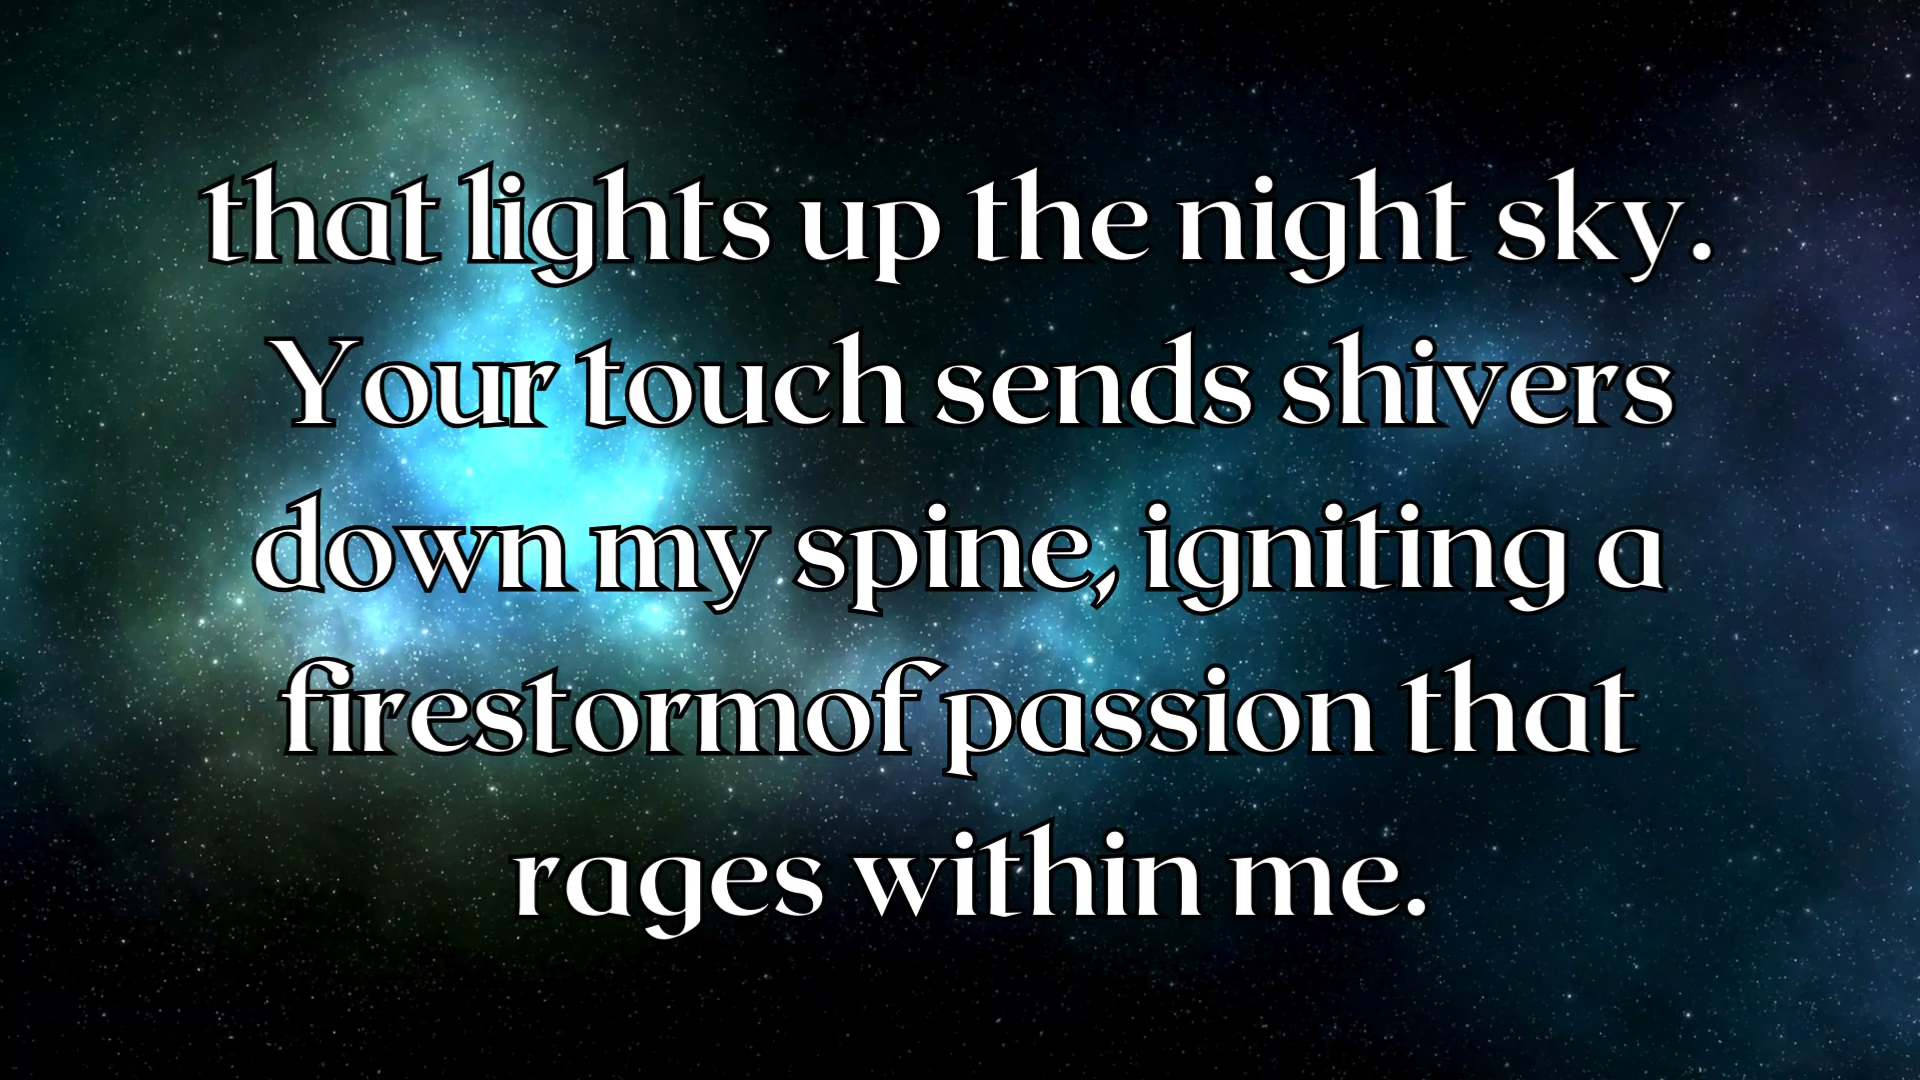 that lights up the night sky.
Your touch sends shivers
down my spine, igniting a
firestormof passion that
rages within me.